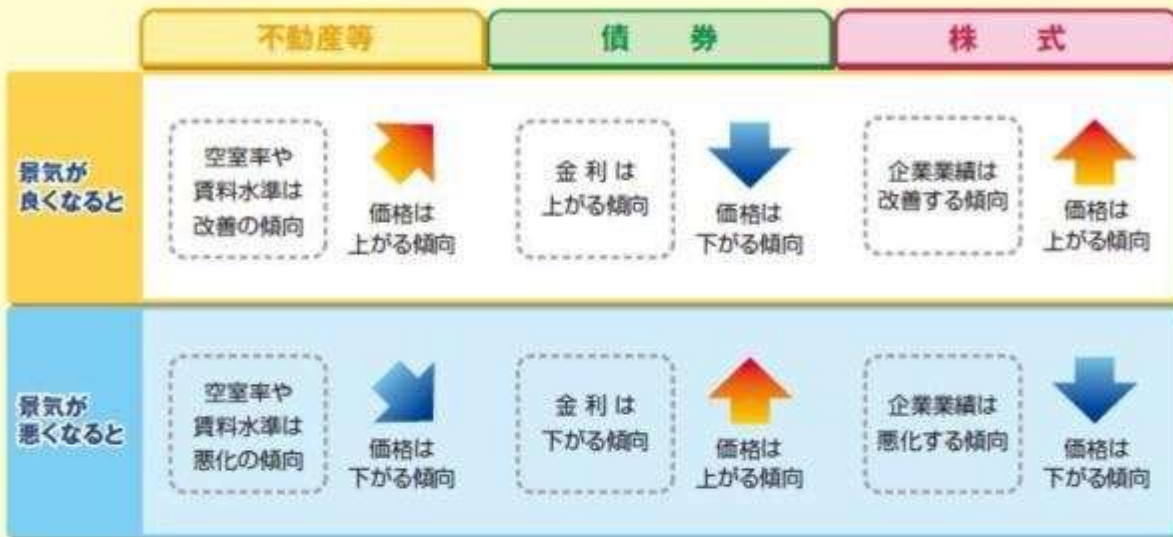 不動産等
債 券
株 式
景気が
良くなると
空室率や
賃料水準は
改善の傾向
価格は
上がる傾向
金利は
上がる傾向
価格は
下がる傾向
企業業績は
改善する傾向
価格は
上がる傾向
景気が
悪くなると
空室率や
賃料水準は
悪化の傾向
価格は
下がる傾向
金利は
下がる傾向
価格は
上がる傾向
企業業績は
悪化する傾向
価格は
下がる傾向